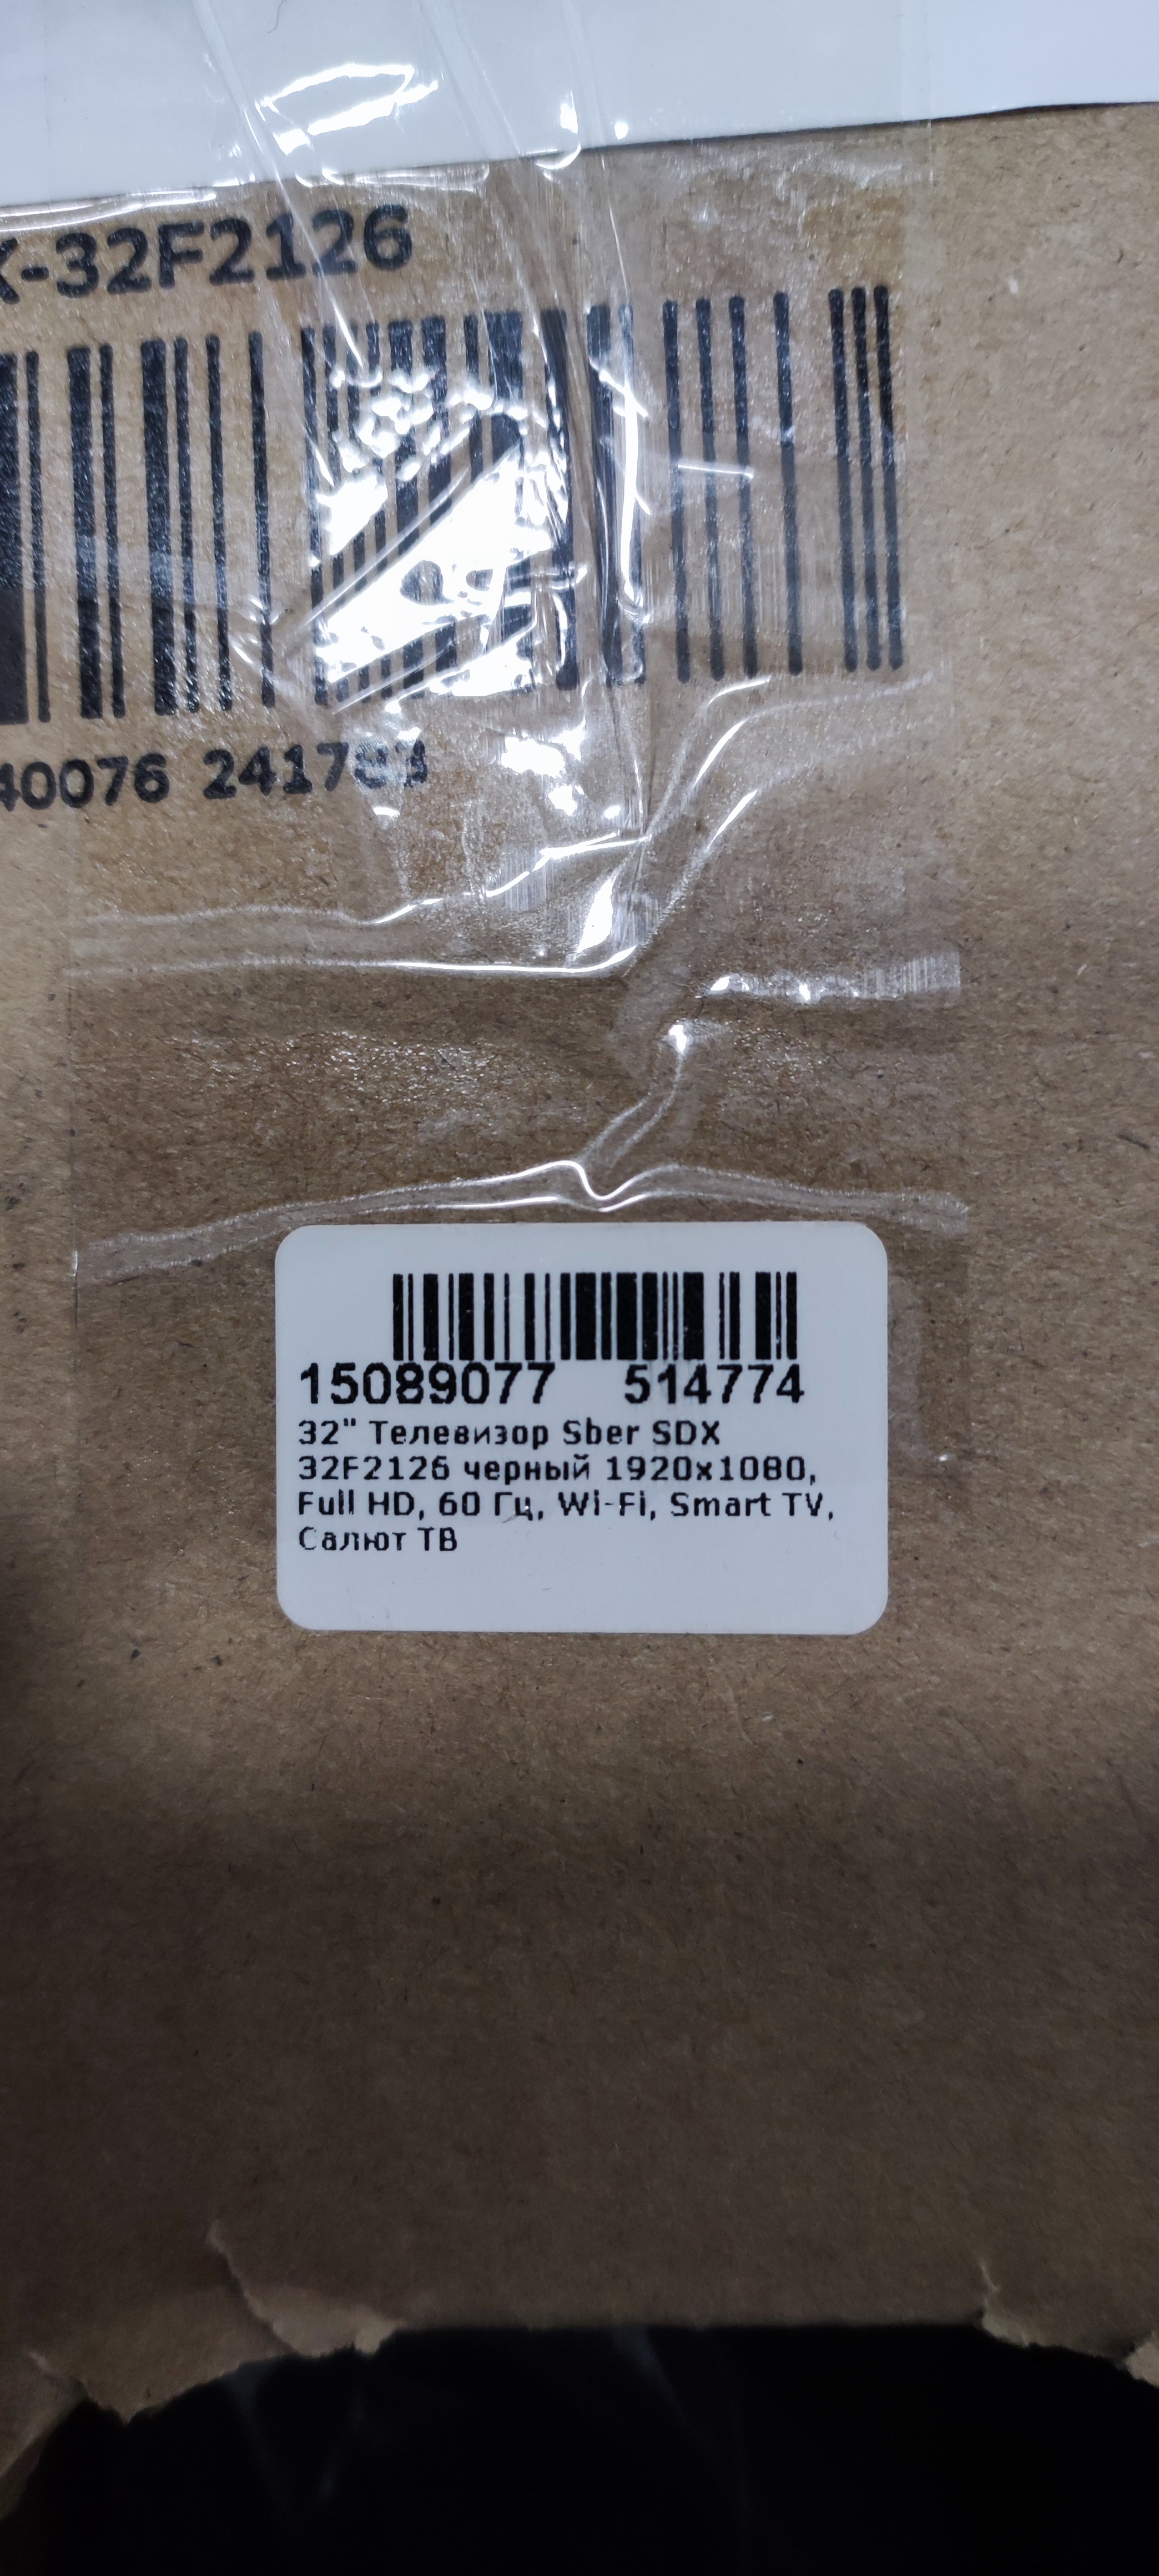 X-32F2126
40076 241783
15089077 514774
32" Телевизор Sber SDX
32F2126 черный 1920x1080,
Full HD, 60 Гц, Wi-Fi, Smart TV,
Салют ТВ